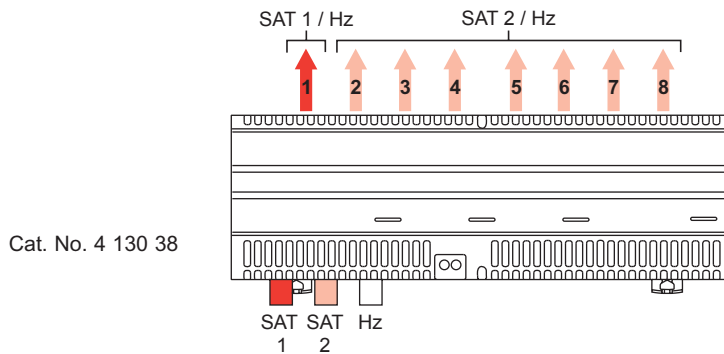 SAT 1 / Hz SAT 2 / Hz
1 2 3 4 5 6 7 8
Cat. No. 4 130 38
SAT 1
SAT 2
Hz